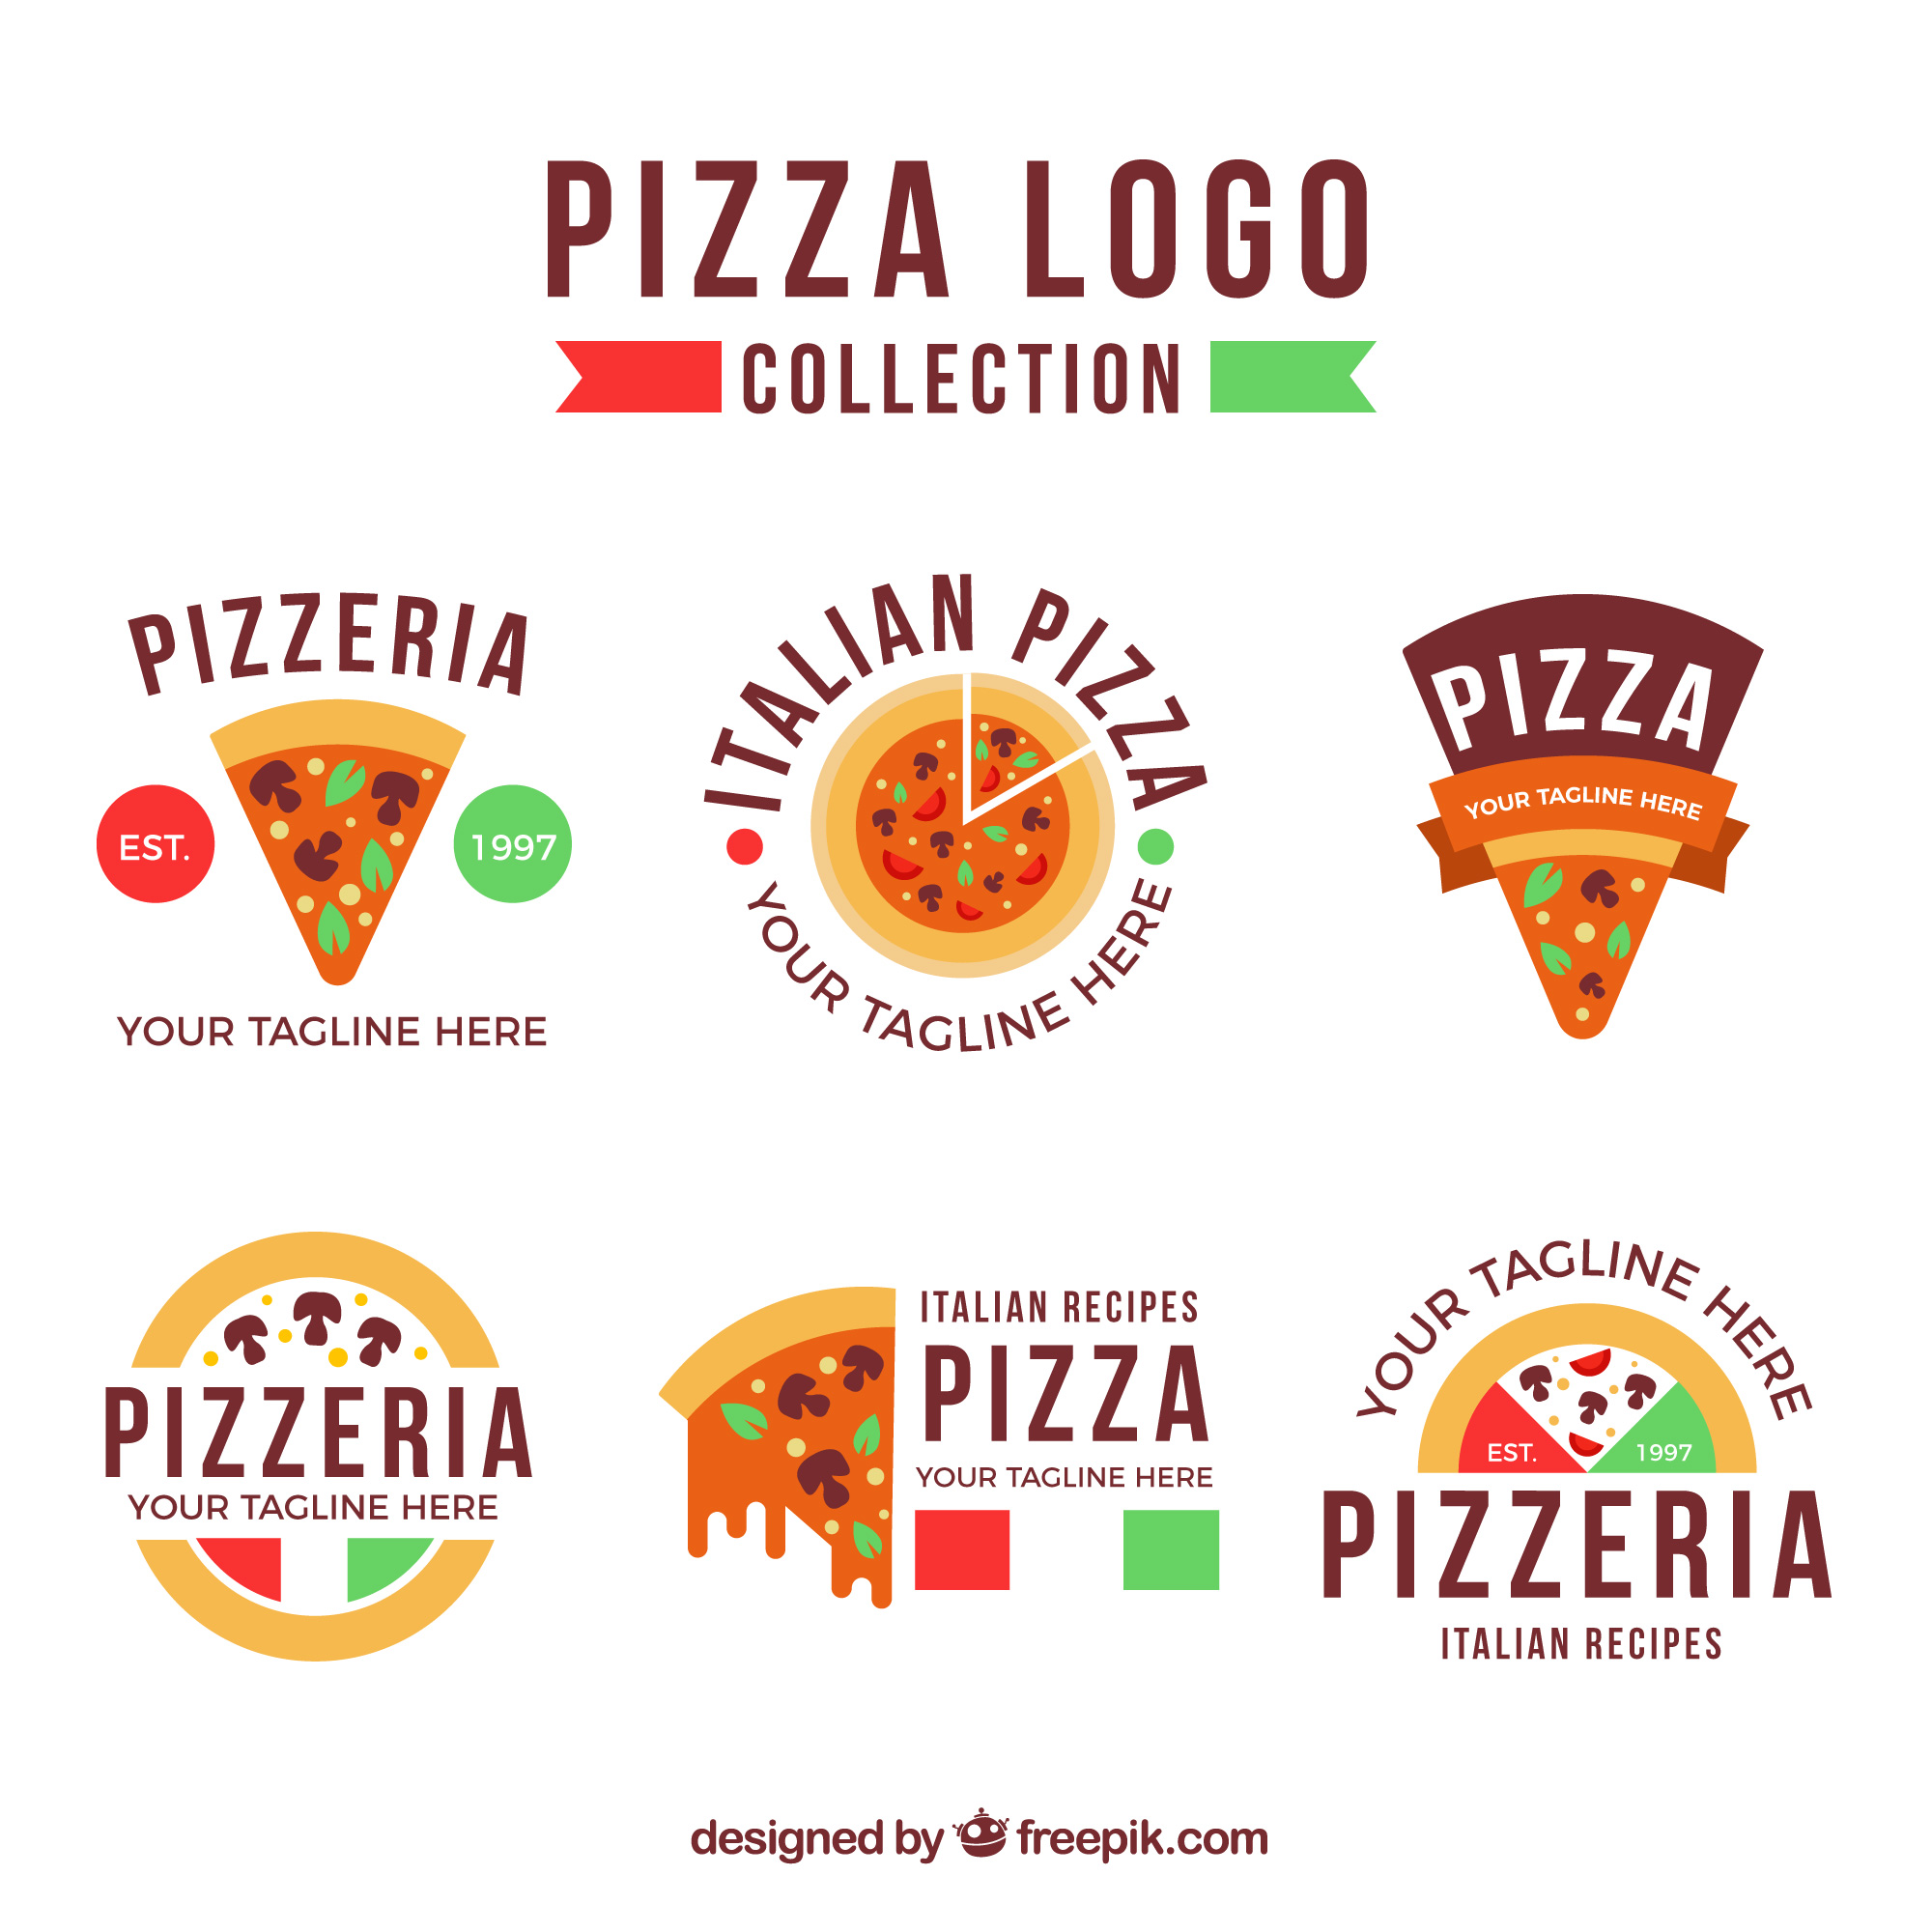 PIZZA LOGO
COLLECTION
PIZZERIA
EST.
1997
YOUR TAGLINE HERE
ITALIAN PIZZA
YOUR TAGLINE HERE
PIZZA
YOUR TAGLINE HERE
PIZZERIA
YOUR TAGLINE HERE
ITALIAN RECIPES
PIZZA
YOUR TAGLINE HERE
YOUR TAGLINE HERE
EST.
1997
PIZZERIA
ITALIAN RECIPES
designed by freepik.com